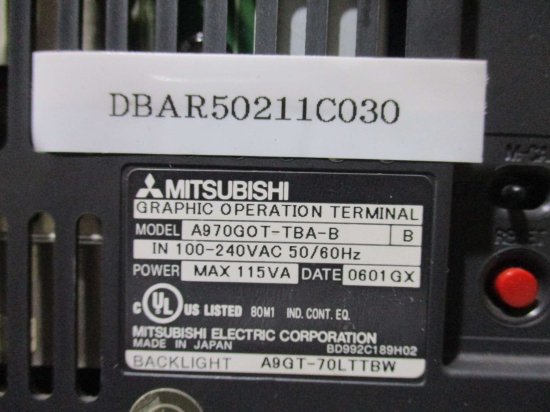 DBAR50211C030
MITSUBISHI
GRAPHIC OPERATION TERMINAL
MODEL A970GOT-TBA-B B
IN 100-240VAC 50/60Hz
POWER MAX 115VA DATE 0601GX
C UL US LISTED 80M1 IND. CONT. EQ.
MITSUBISHI ELECTRIC CORPORATION
MADE IN JAPAN BD992C189H02
BACKLIGHT A9GT-70LTTBW